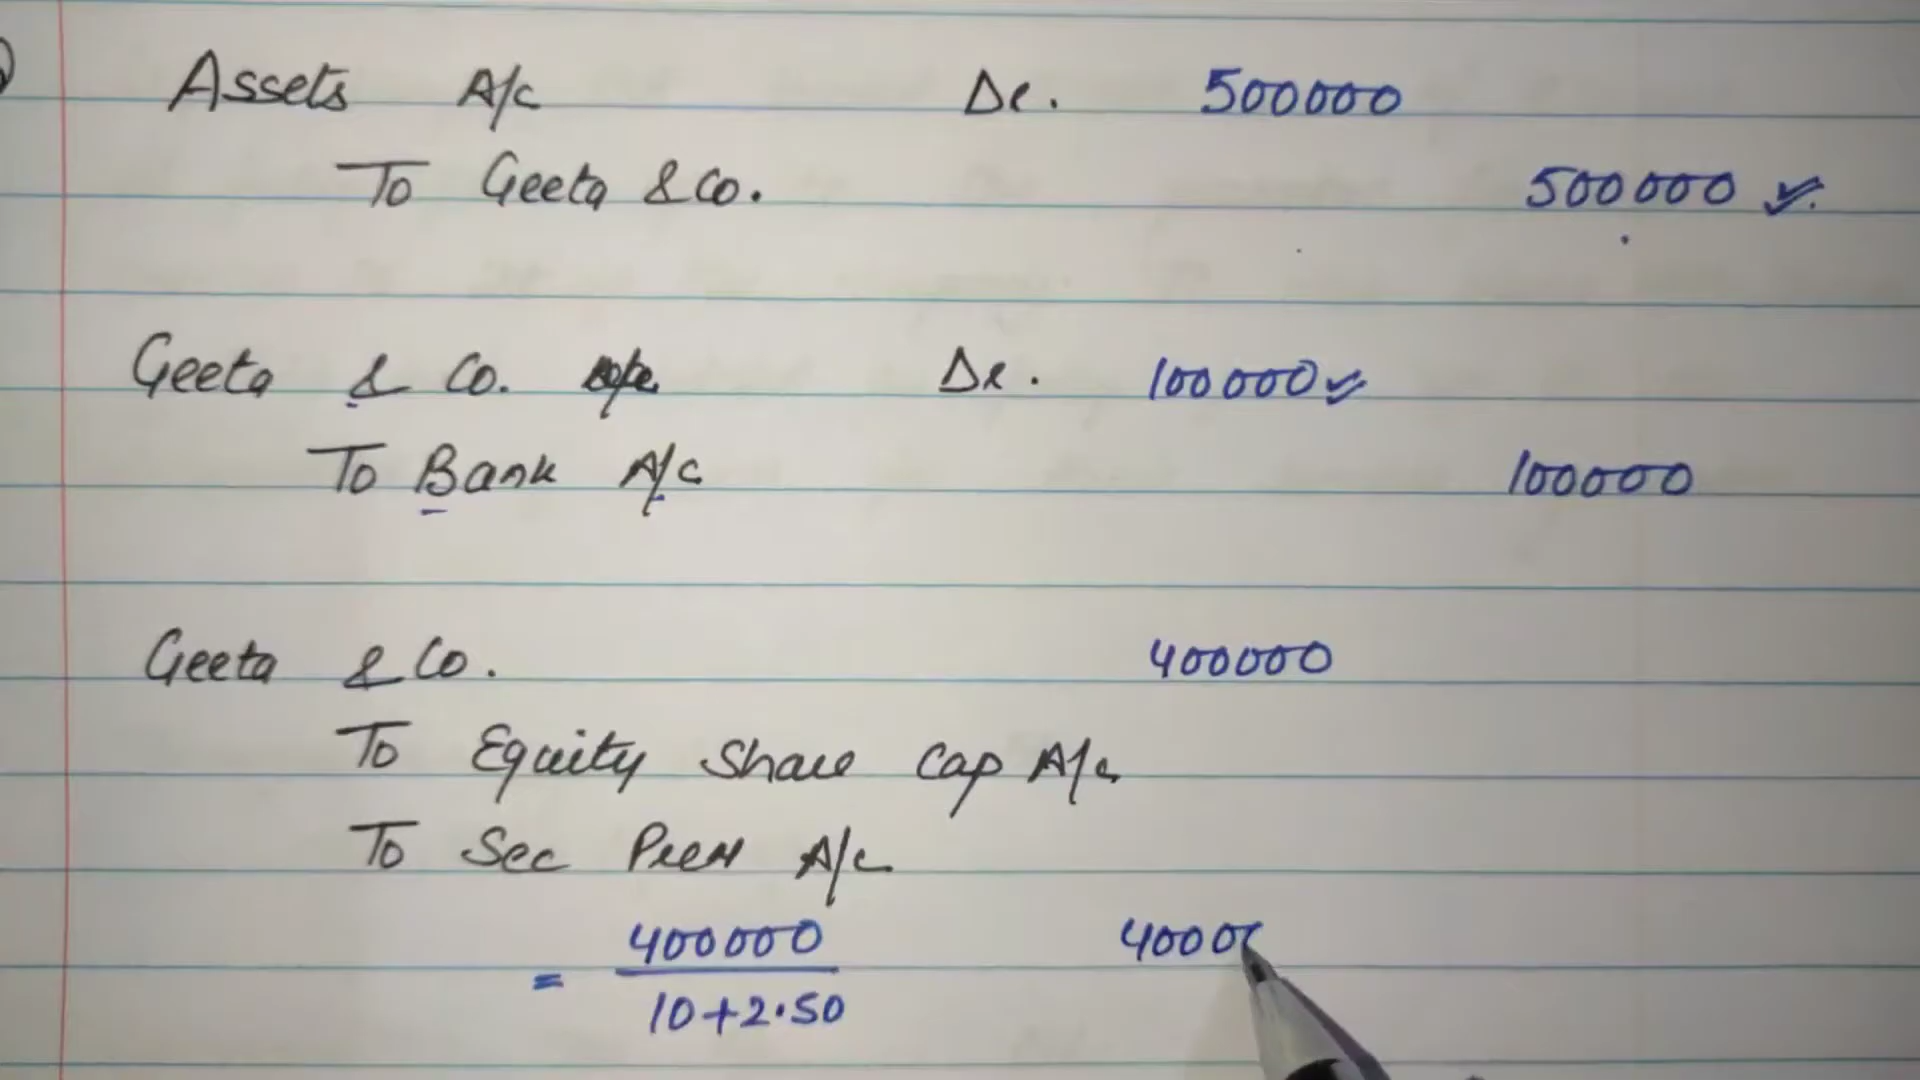 Assets A/c Dr. 500000
To Geeta & Co. 500000
Geeta & Co. Dr. 100000
To Bank A/c 100000
Geeta & Co. 400000
To Equity Share Cap A/c
To Sec Prem A/c
= 400000 4000
10+2.50